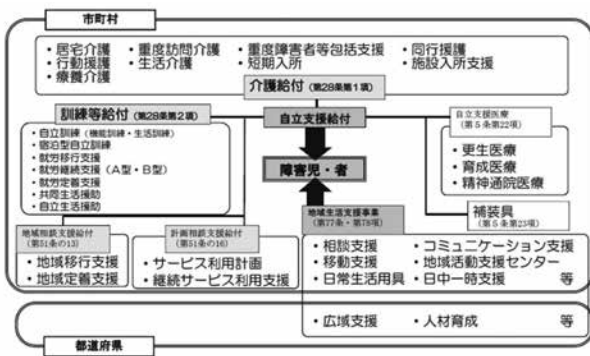 市町村
・居宅介護 ・重度訪問介護 ・重度障害者等包括支援 ・同行援護
・行動援護 ・生活介護 ・短期入所 ・施設入所支援
・療養介護
介護給付(第28条第1項)
訓練等給付(第28条第2項)
・自立訓練(機能訓練・生活訓練)
・宿泊型自立訓練
・就労移行支援
・就労継続支援(A型・B型)
・就労定着支援
・共同生活援助
・自立生活援助
自立支援給付
障害児・者
自立支援医療
(第5条第22項)
・更生医療
・育成医療
・精神通院医療
補装具
(第5条第23項)
地域相談支援給付
(第51条の13)
・地域移行支援
・地域定着支援
計画相談支援給付
(第51条の16)
・サービス利用計画
・継続サービス利用支援
地域生活支援事業
(第77条・第78項)
・相談支援 ・コミュニケーション支援
・移動支援 ・地域活動支援センター
・日常生活用具 ・日中一時支援 等
・広域支援 ・人材育成 等
都道府県